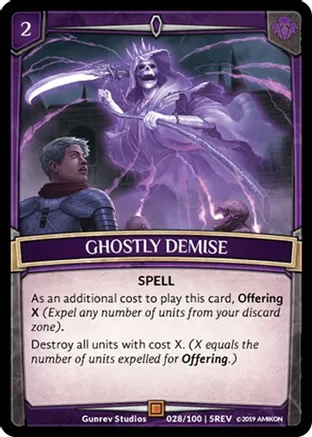 2
GHOSTLY DEMISE
SPELL
As an additional cost to play this card, Offering
X (Expel any number of units from your discard
zone).
Destroy all units with cost X. (X equals the
number of units expelled for Offering.)
Gunrev Studios 028/100 | 5REV ©2019 AMIKON